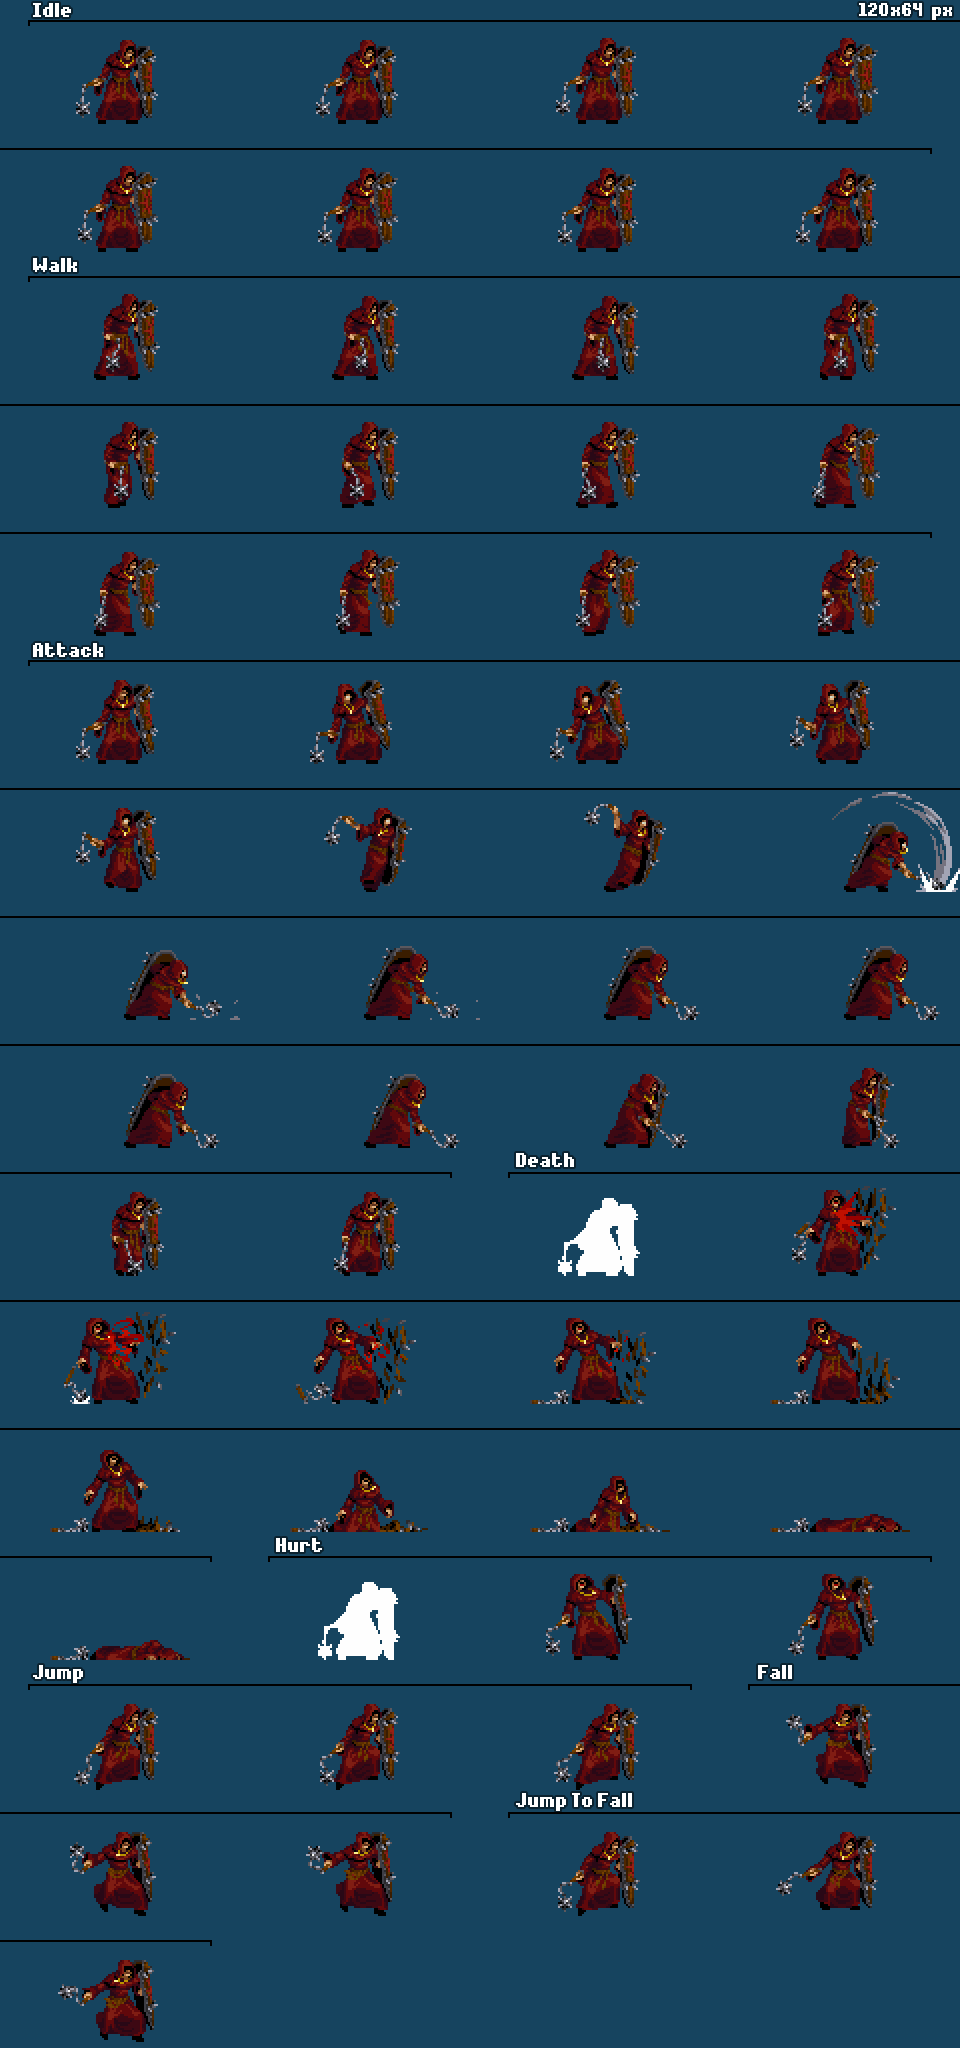 Idle 120x64 px
Walk
Attack
Death
Hurt
Jump Fall
Jump To Fall